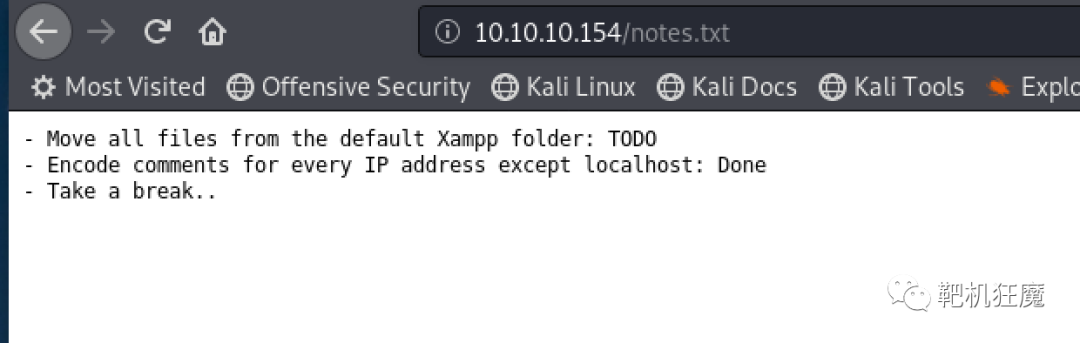 10.10.10.154/notes.txt
Most Visited Offensive Security Kali Linux Kali Docs Kali Tools Explo
- Move all files from the default Xampp folder: TODO
- Encode comments for every IP address except localhost: Done
- Take a break..
靶机狂魔